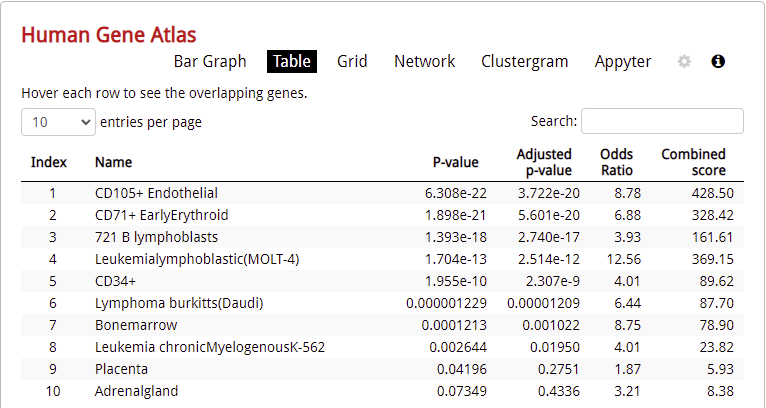 Human Gene Atlas
Bar Graph Table Grid Network Clustergram Appyter
Hover each row to see the overlapping genes.
10 entries per page Search:
Index Name P-value Adjusted p-value Odds Ratio Combined score
1 CD105+ Endothelial 6.308e-22 3.722e-20 8.78 428.50
2 CD71+ EarlyErythroid 1.898e-21 5.601e-20 6.88 328.42
3 721 B lymphoblasts 1.393e-18 2.740e-17 3.93 161.61
4 Leukemialymphoblastic(MOLT-4) 1.704e-13 2.514e-12 12.56 369.15
5 CD34+ 1.955e-10 2.307e-9 4.01 89.62
6 Lymphoma burkitts(Daudi) 0.000001229 0.00001209 6.44 87.70
7 Bonemarrow 0.0001213 0.001022 8.75 78.90
8 Leukemia chronicMyelogenousK-562 0.002644 0.01950 4.01 23.82
9 Placenta 0.04196 0.2751 1.87 5.93
10 Adrenalgland 0.07349 0.4336 3.21 8.38